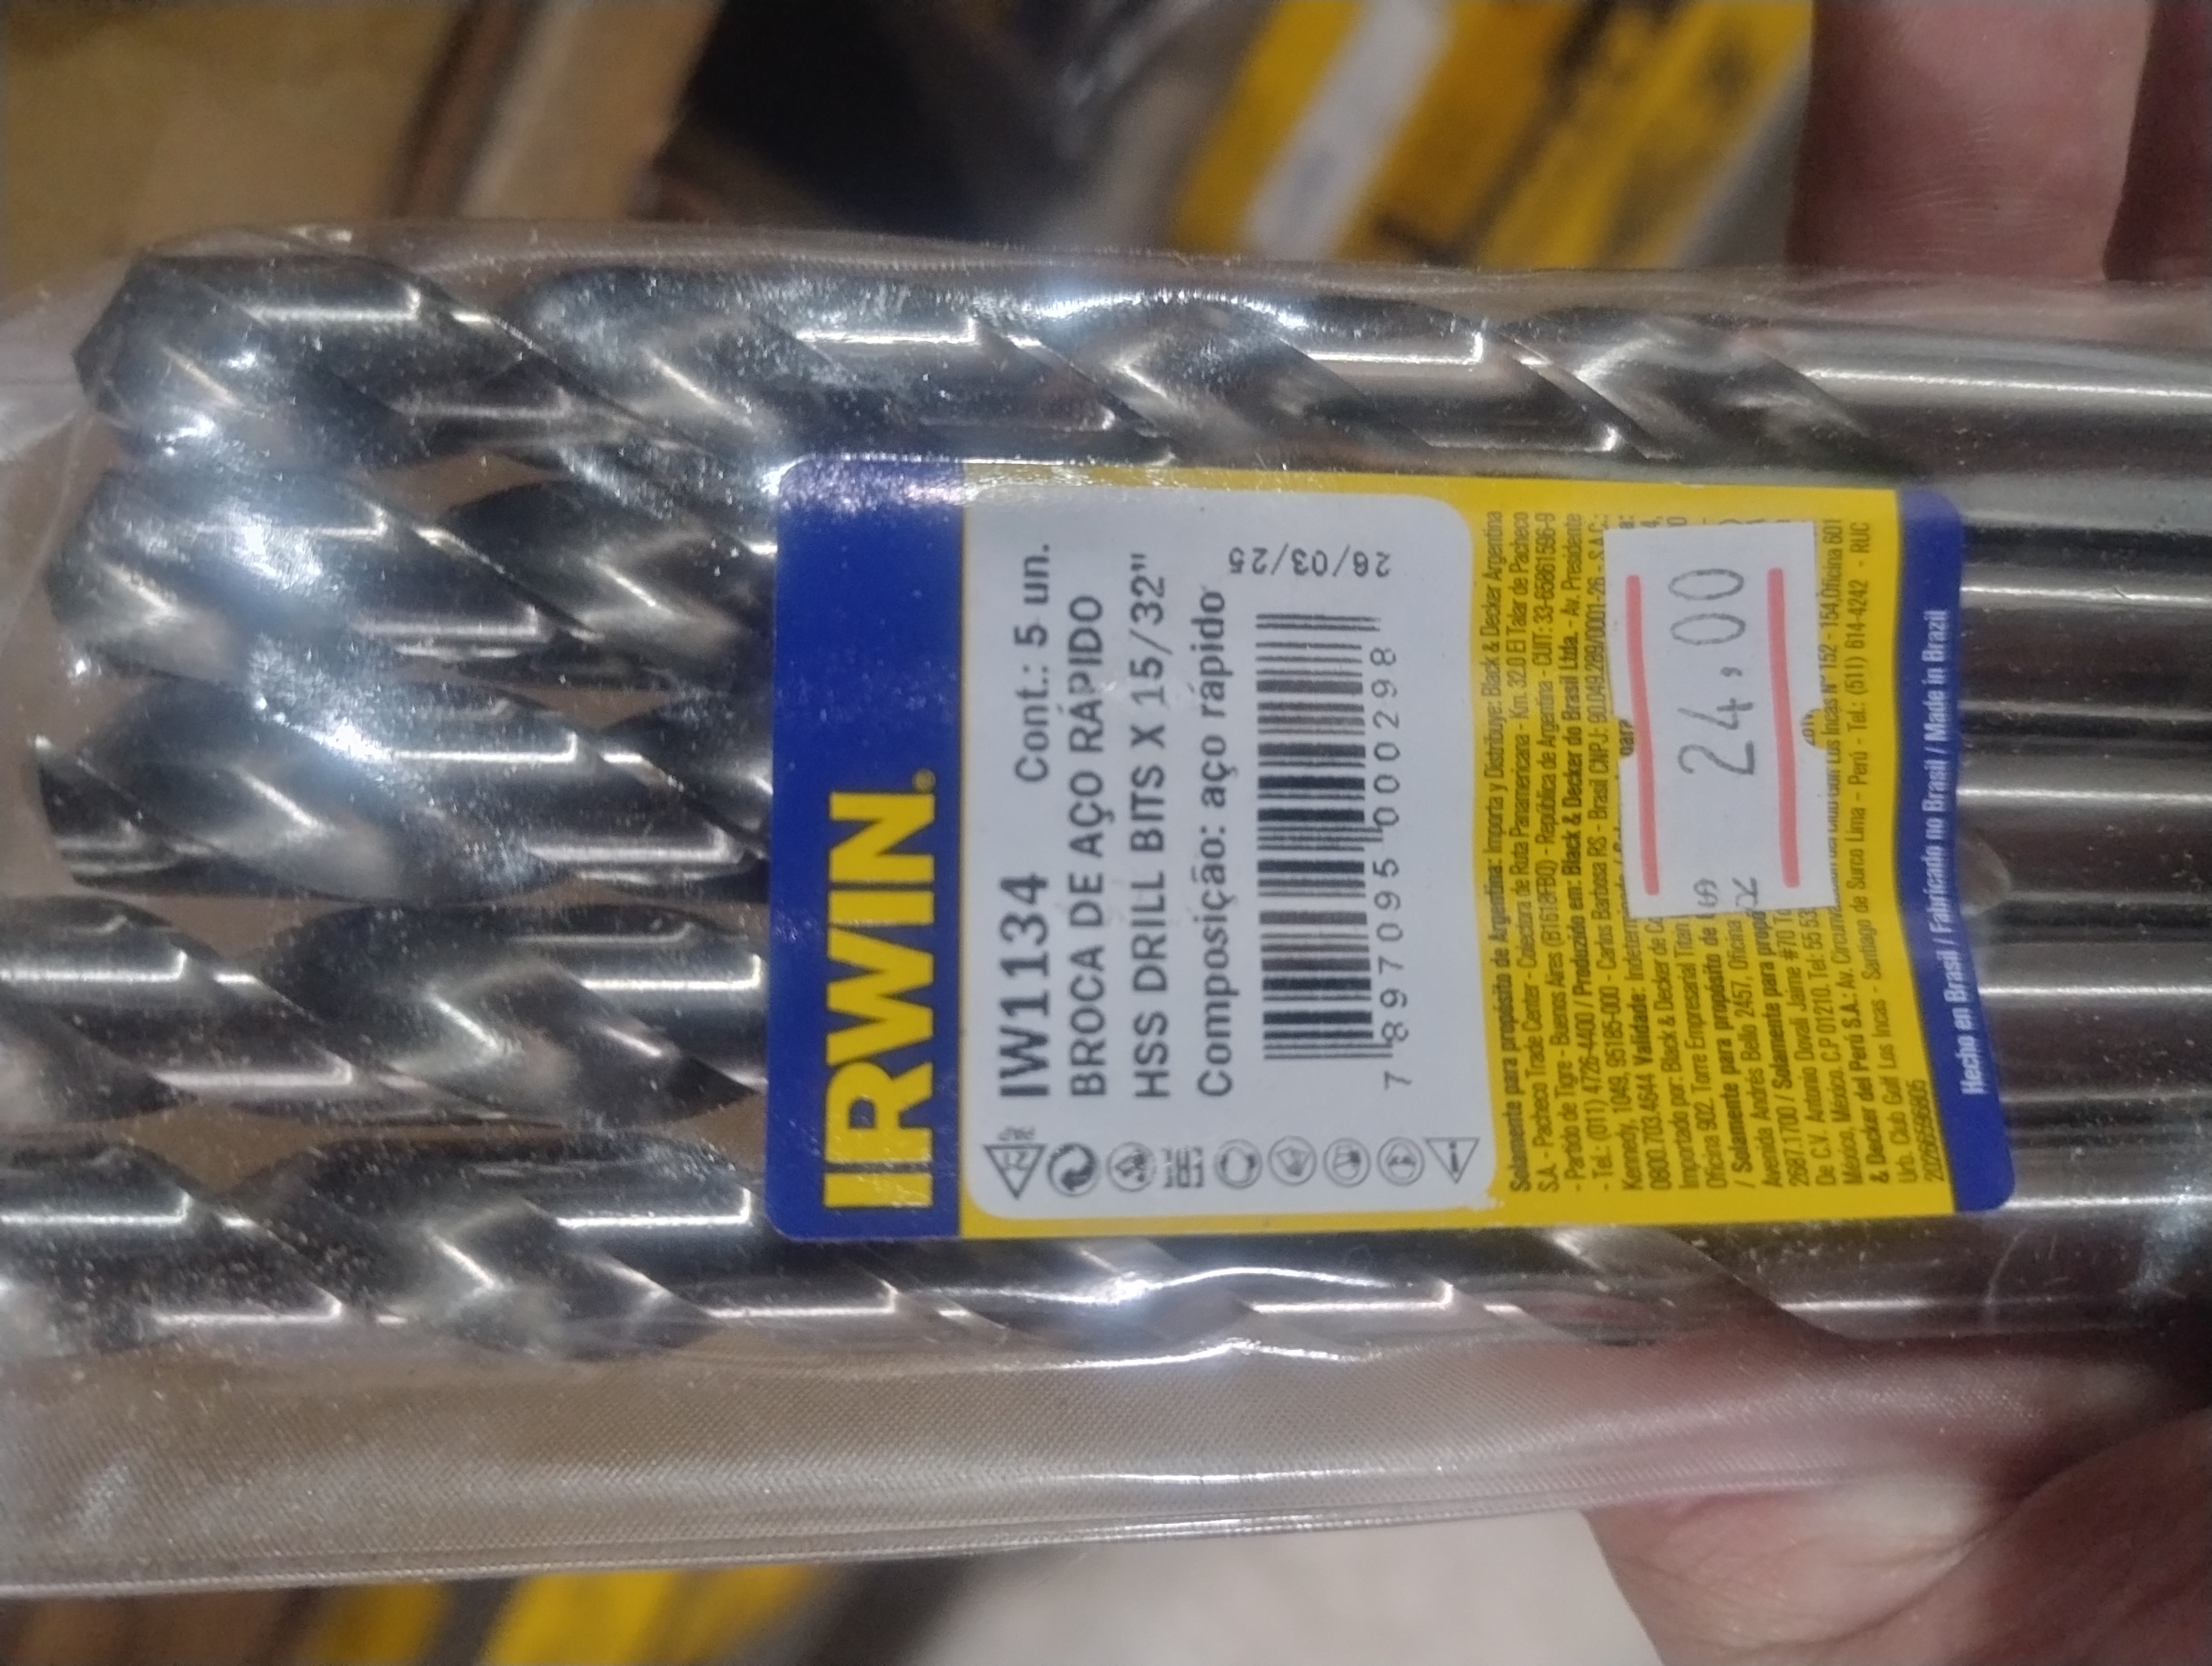 IRWIN®
IW1134 Cont.: 5 un.
BROCA DE AÇO RÁPIDO
HSS DRILL BITS X 15/32"
Composição: aço rápido
21
PAP
EAC
26/03/25
7 897095 000298
Solamente para propósito de Argentina: Importa y Distribuye: Black & Decker Argentina
S.A. - Pacheco Trade Center - Colectora de Ruta Panamericana - Km. 32.0 El Talar de Pacheco
- Partido de Tigre - Buenos Aires (B1618FBQ) - República de Argentina - CUIT: 33-65861596-9
- Tel.: (011) 4726-4400 / Produzido em: Black & Decker do Brasil Ltda. - Av. Presidente
Kennedy, 1049, 95185-000 - Carlos Barbosa RS - Brasil CNPJ: 90.049.289/0001-26 - S.A.C.:
0800.703.4644 Validade: para
Importado por: Black & Decker de
Oficina 902. Torre Empresarial Titan
/ Solamente para propósito de
Avenida Andrés Bello 2457, Oficina
2687.1700 / Solamente para
De C.V. Antonio Dovali Jaime #70
México, México. C.P 01210. Tel: 55 53
& Decker del Perú S.A.: Av. Club Golf Los Incas N° 152 - 154,Oficina 601
Urb. Club Golf Los Incas - Santiago de Surco Lima – Perú - Tel.: (511) 614-4242 - RUC
20266596805
R$ 24,00
Hecho en Brasil / Fabricado no Brasil / Made in Brazil